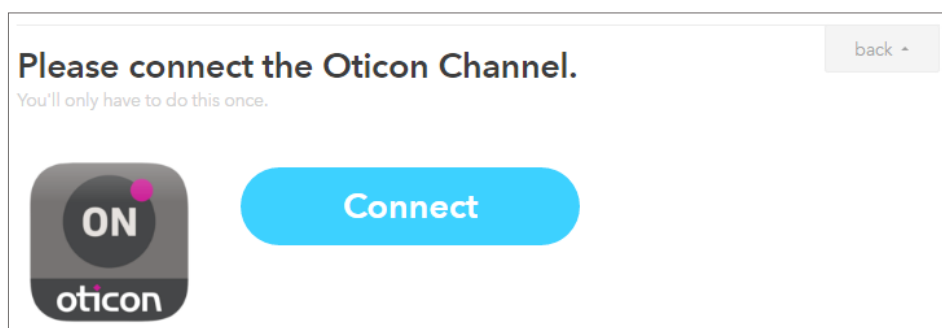 back
Please connect the Oticon Channel.
You'll only have to do this once.
ON
Connect
oticon